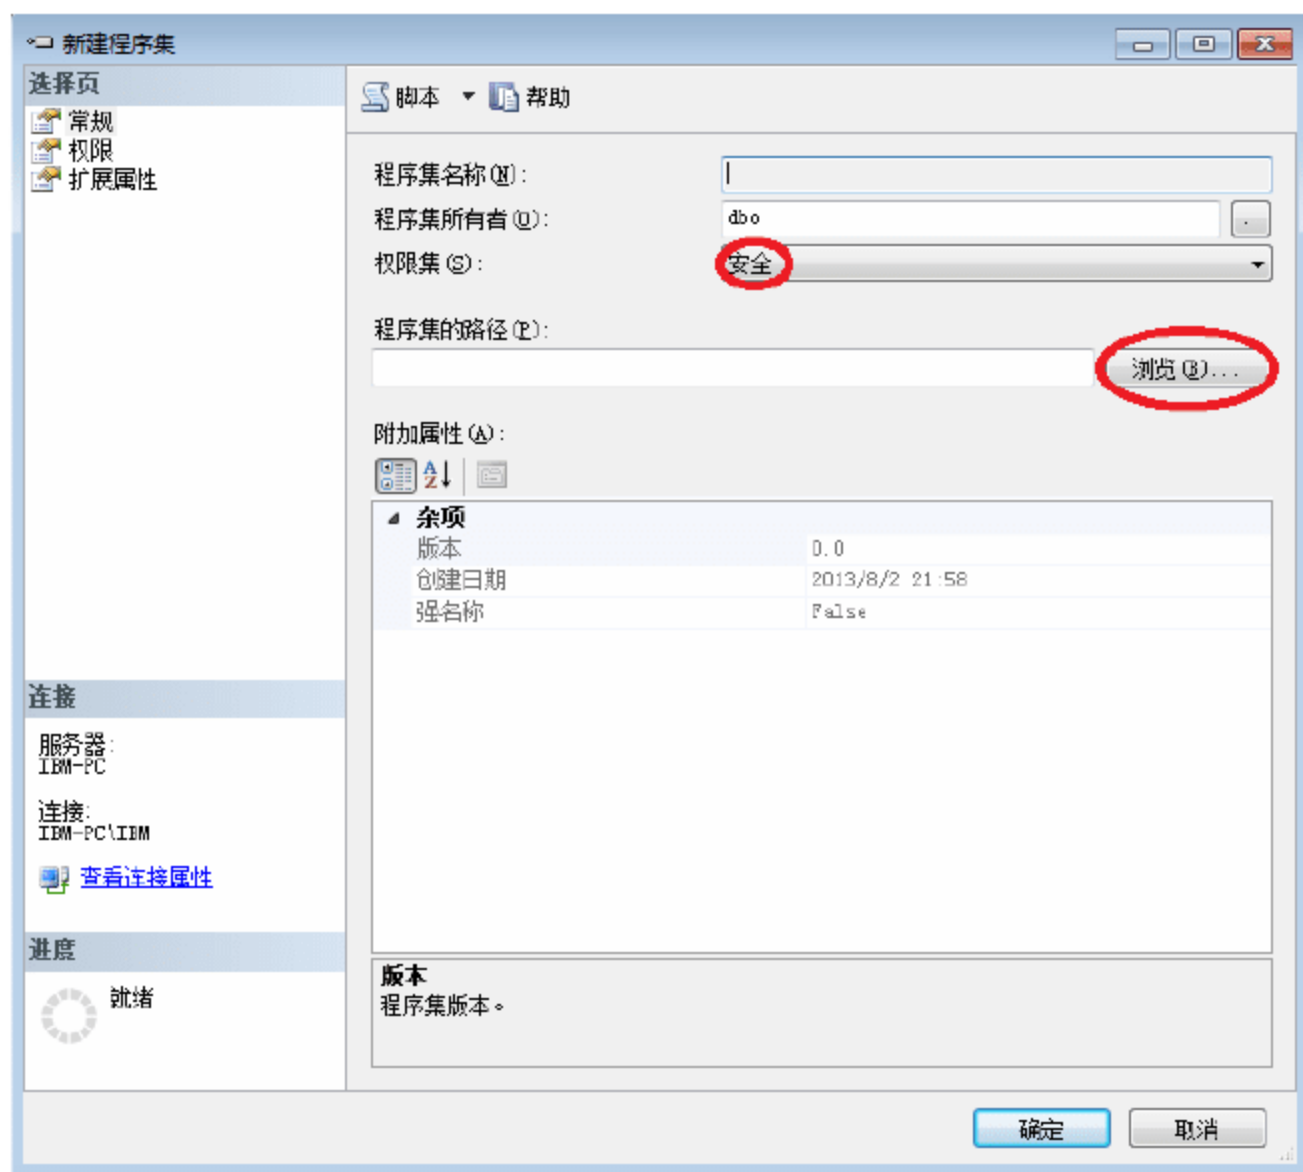 新建程序集
选择页
常规
权限
扩展属性
脚本 帮助
程序集名称(N):
程序集所有者(O): dbo .
权限集(S): 安全
程序集的路径(P):
浏览(B)...
附加属性(A):
杂项
版本 0.0
创建日期 2013/8/2 21:58
强名称 False
连接
服务器:
IBM-PC
连接:
IBM-PC\IBM
查看连接属性
进度
就绪
版本
程序集版本。
确定 取消